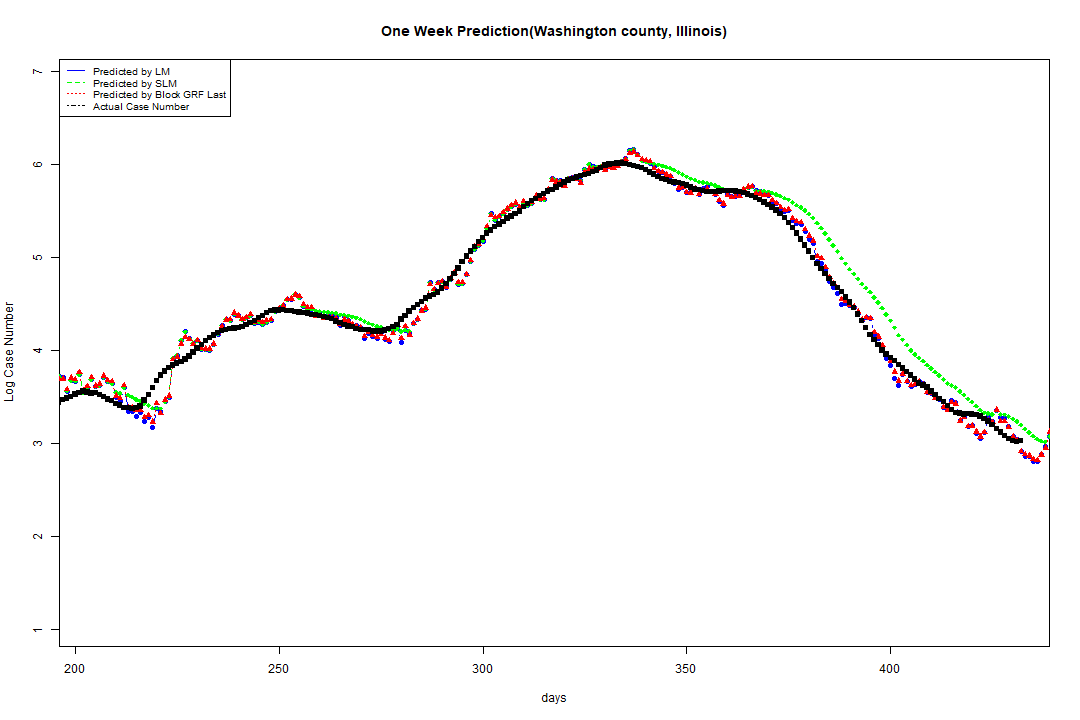 One Week Prediction(Washington county, Illinois)
Predicted by LM
Predicted by SLM
Predicted by Block GRF Last
Actual Case Number
Log Case Number
7
6
5
4
3
2
1
200 250 300 350 400
days